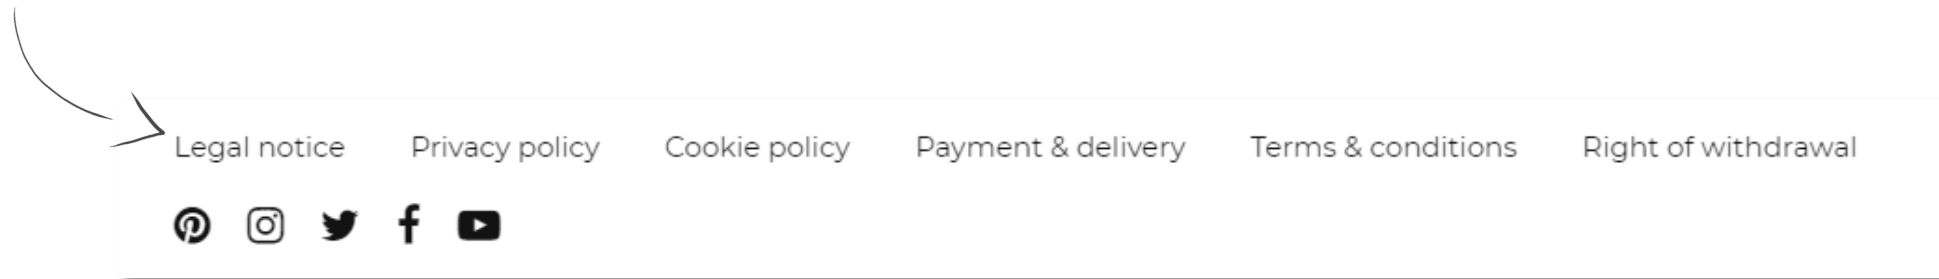 Legal notice Privacy policy Cookie policy Payment & delivery Terms & conditions Right of withdrawal